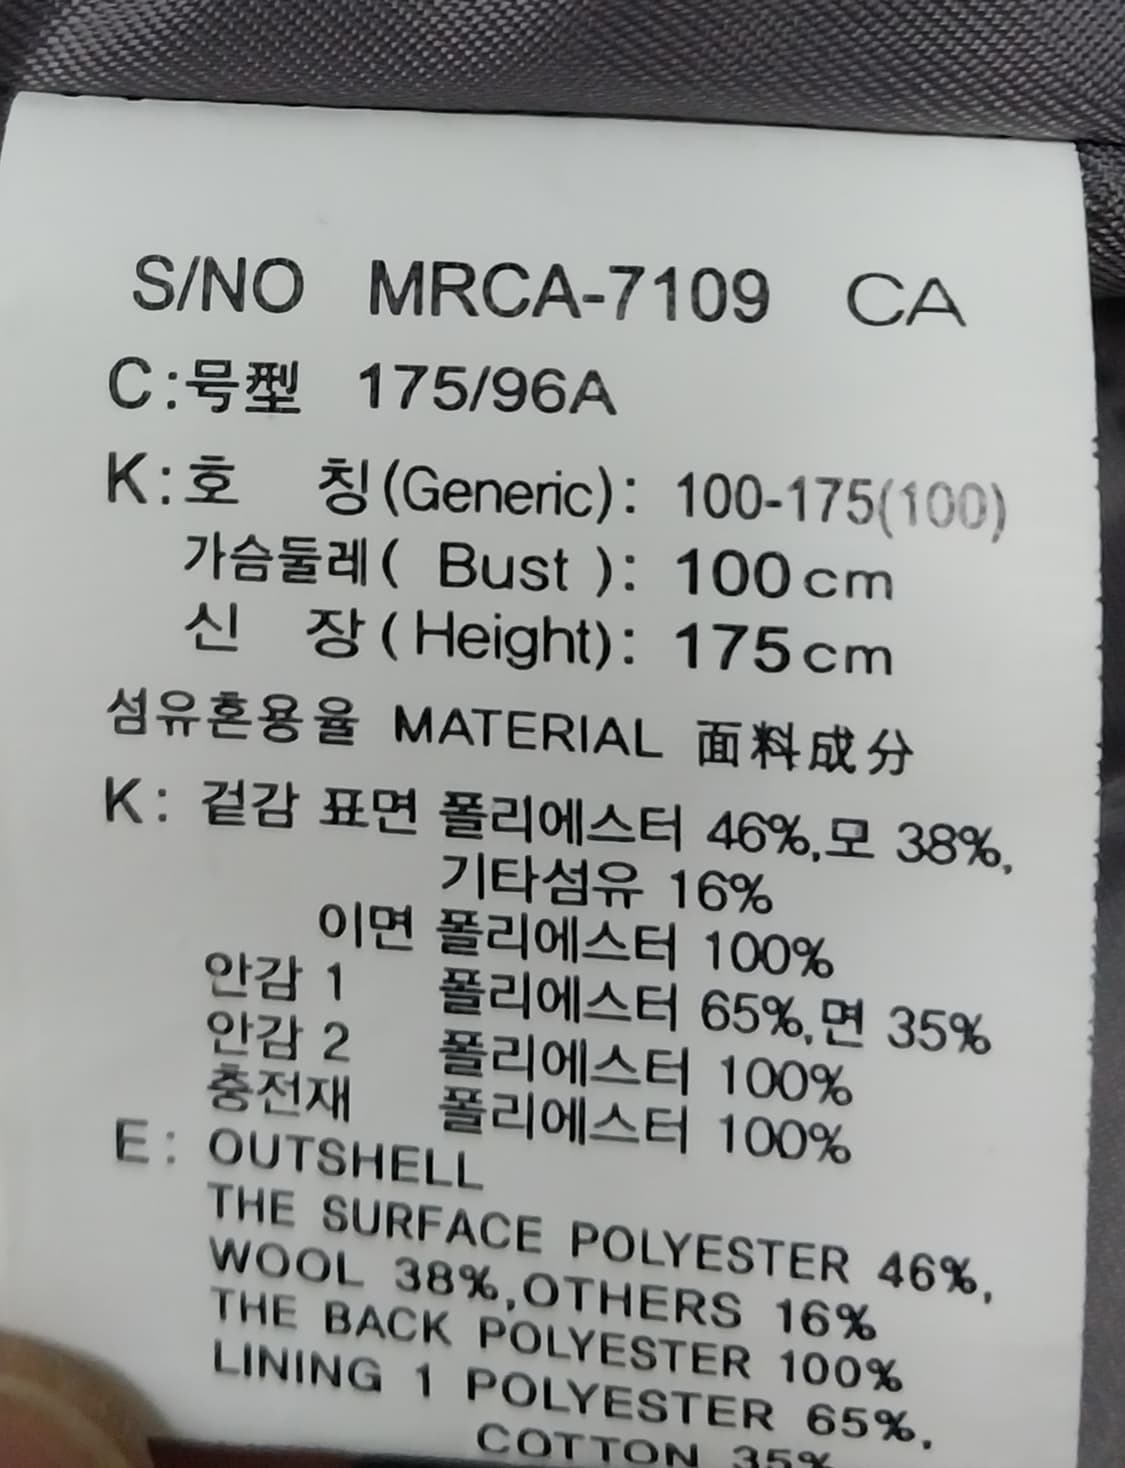 S/NO MRCA-7109 CA
C:号型 175/96A
K:호 칭(Generic): 100-175(100)
가슴둘레( Bust ): 100cm
신 장(Height): 175cm
섬유혼용율 MATERIAL 面料成分
K: 겉감 표면 폴리에스터 46%,모 38%,
기타섬유 16%
이면 폴리에스터 100%
안감 1 폴리에스터 65%,면 35%
안감 2 폴리에스터 100%
충전재 폴리에스터 100%
E: OUTSHELL
THE SURFACE POLYESTER 46%,
WOOL 38%,OTHERS 16%
THE BACK POLYESTER 100%
LINING 1 POLYESTER 65%,
COTTON 35%